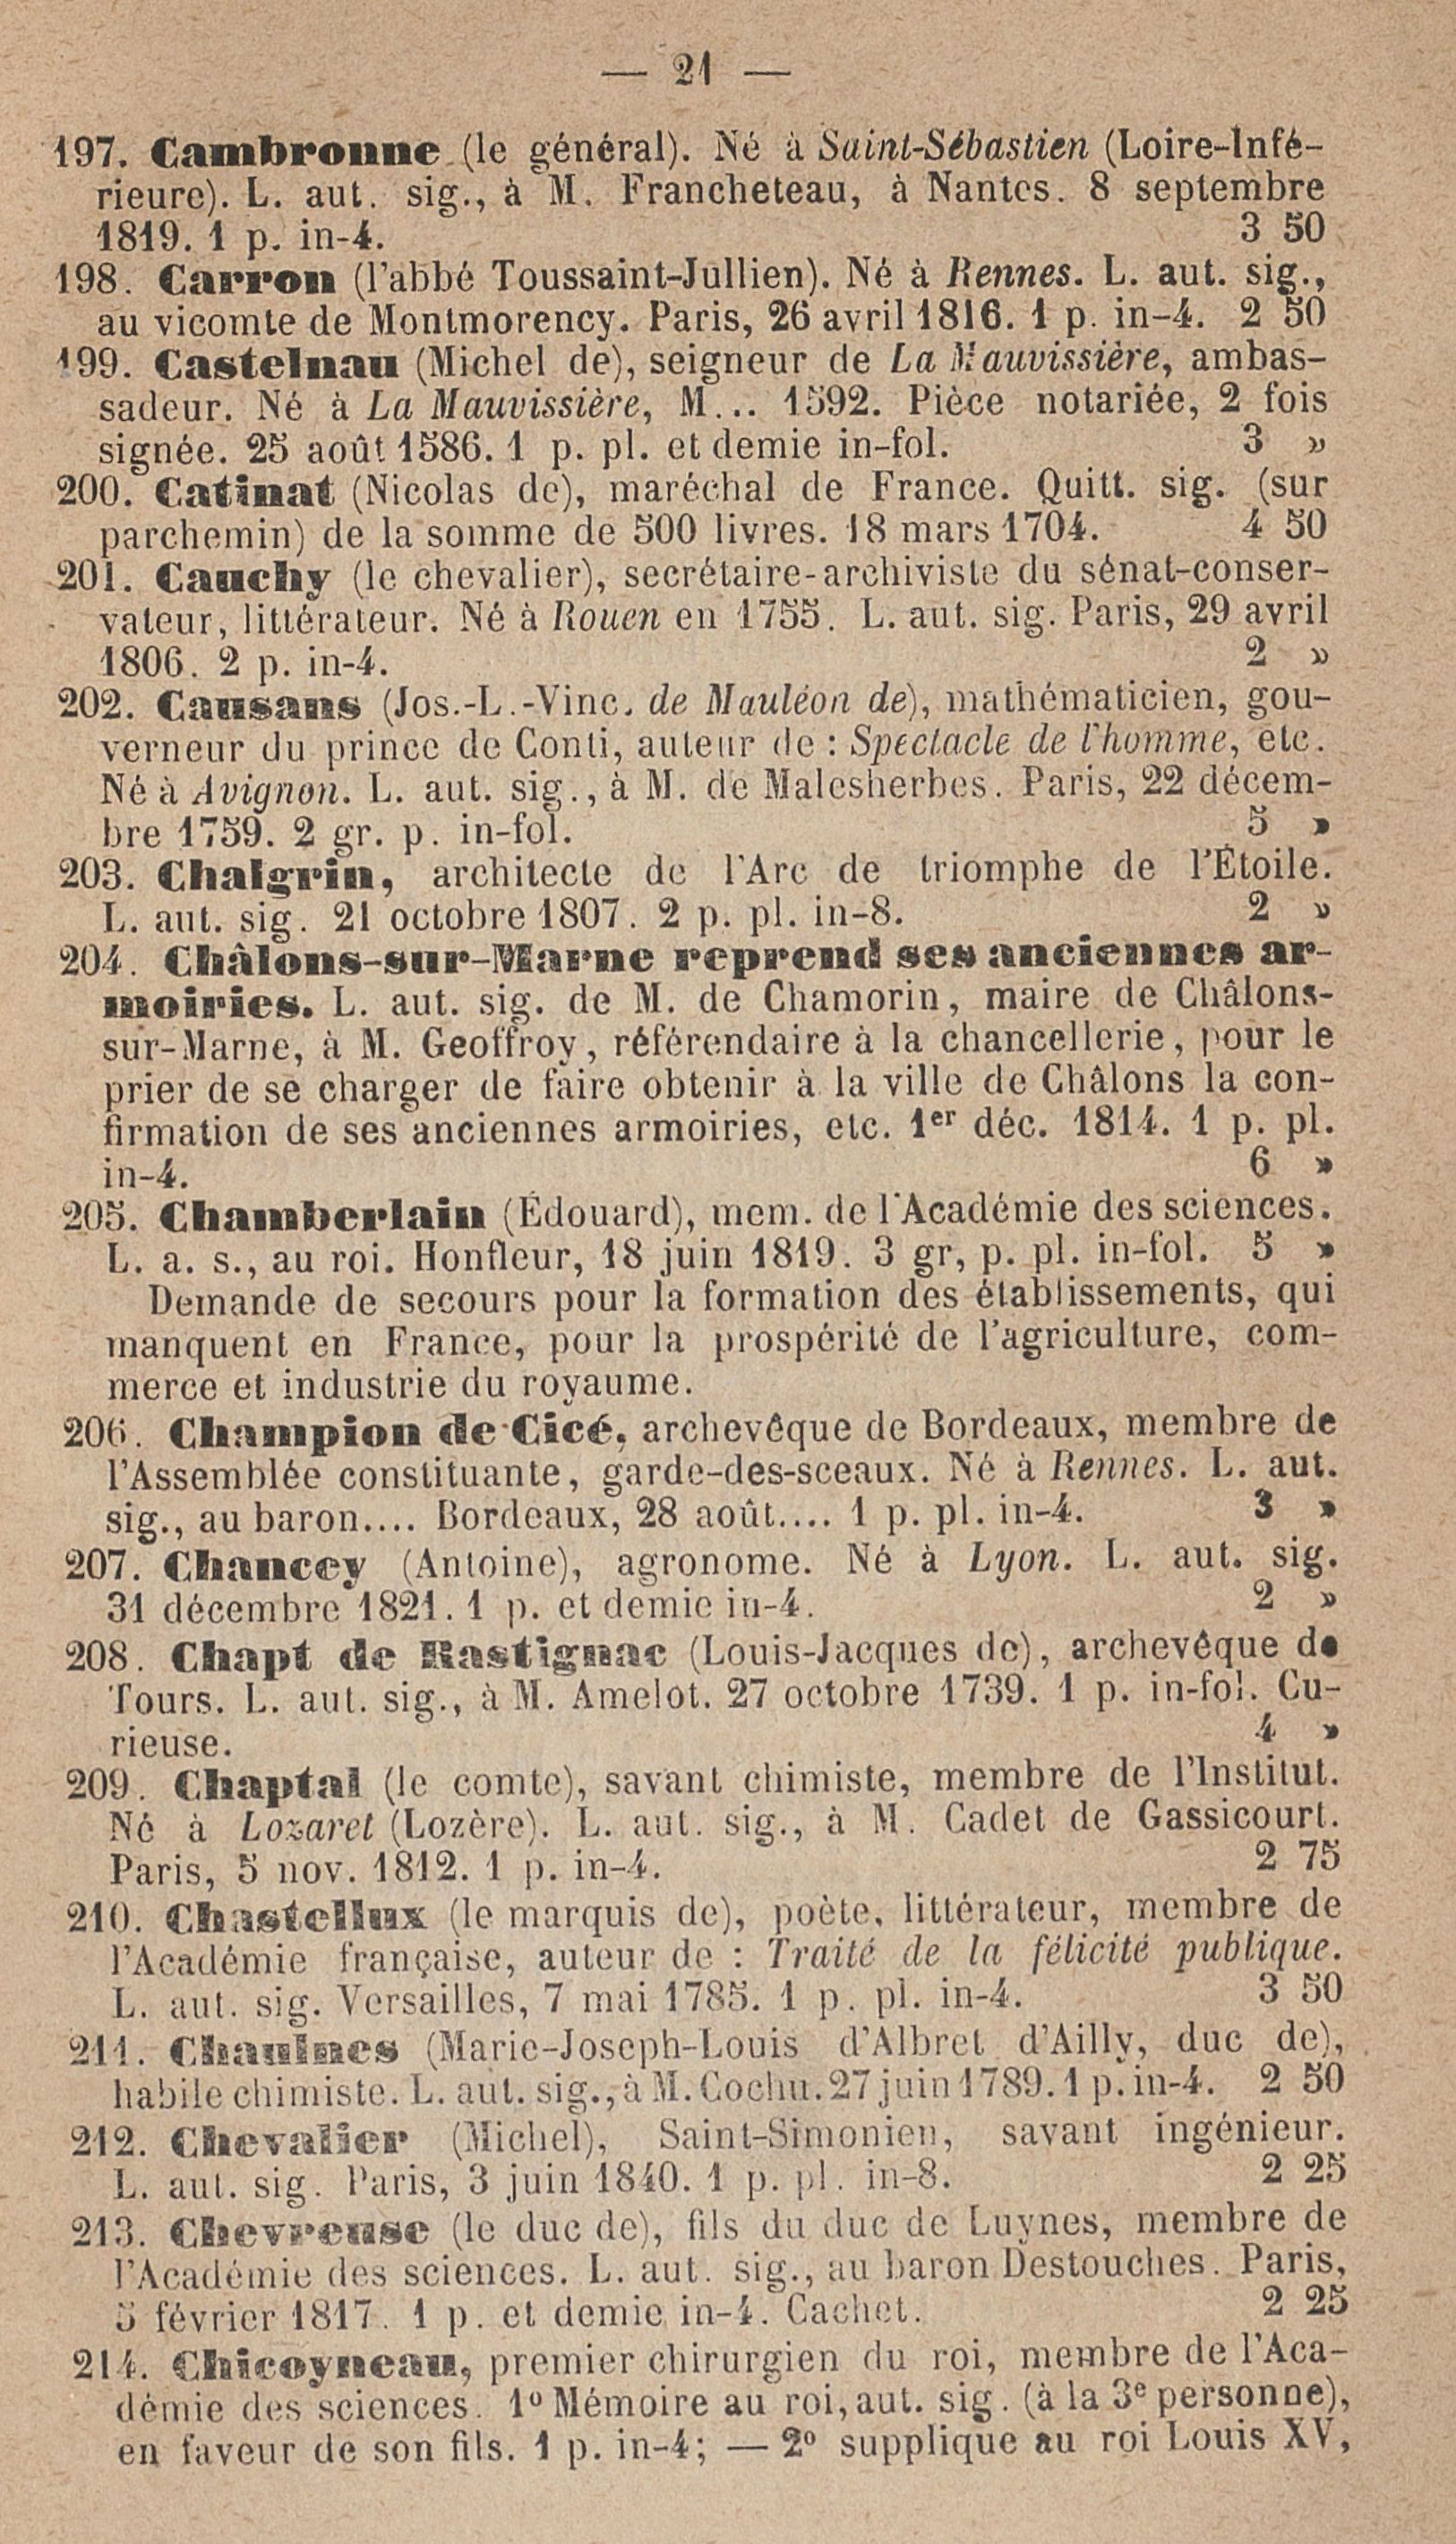 — 21 —
197. Cambronne (le général). Né à Saint-Sébastien (Loire-Infé-
rieure). L. aut. sig., à M. Francheteau, à Nantes. 8 septembre
1819. 1 p. in-4. 3 50
198. Carron (l'abbé Toussaint-Jullien). Né à Rennes. L. aut. sig.,
au vicomte de Montmorency. Paris, 26 avril 1816. 1 p. in-4. 2 50
199. Castelnau (Michel de), seigneur de La Mauvissière, ambas-
sadeur. Né à La Mauvissière, M... 1592. Pièce notariée, 2 fois
signée. 25 août 1586. 1 p. pl. et demie in-fol. 3 »
200. Catinat (Nicolas de), maréchal de France. Quitt. sig. (sur
parchemin) de la somme de 500 livres. 18 mars 1704. 4 50
201. Cauchy (le chevalier), secrétaire-archiviste du sénat-conser-
vateur, littérateur. Né à Rouen en 1755. L. aut. sig. Paris, 29 avril
1806. 2 p. in-4. 2 »
202. Causans (Jos.-L.-Vinc. de Mauléon de), mathématicien, gou-
verneur du prince de Conti, auteur de : Spectacle de l'homme, etc.
Né à Avignon. L. aut. sig., à M. de Malesherbes. Paris, 22 décem-
bre 1759. 2 gr. p. in-fol. 5 »
203. Chalgrin, architecte de l'Arc de triomphe de l'Étoile.
L. aut. sig. 21 octobre 1807. 2 p. pl. in-8. 2 »
204. Châlons-sur-Marne reprend ses anciennes ar-
moiries. L. aut. sig. de M. de Chamorin, maire de Châlons-
sur-Marne, à M. Geoffroy, référendaire à la chancellerie, pour le
prier de se charger de faire obtenir à la ville de Châlons la con-
firmation de ses anciennes armoiries, etc. 1er déc. 1814. 1 p. pl.
in-4. 6 »
205. Chamberlain (Édouard), mem. de l'Académie des sciences.
L. a. s., au roi. Honfleur, 18 juin 1819. 3 gr, p. pl. in-fol. 5 »
Demande de secours pour la formation des établissements, qui
manquent en France, pour la prospérité de l'agriculture, com-
merce et industrie du royaume.
206. Champion de Cicé, archevêque de Bordeaux, membre de
l'Assemblée constituante, garde-des-sceaux. Né à Rennes. L. aut.
sig., au baron.... Bordeaux, 28 août.... 1 p. pl. in-4. 3 »
207. Chancey (Antoine), agronome. Né à Lyon. L. aut. sig.
31 décembre 1821. 1 p. et demie in-4. 2 »
208. Chapt de Rastignac (Louis-Jacques de), archevêque de
Tours. L. aut. sig., à M. Amelot. 27 octobre 1739. 1 p. in-fol. Cu-
rieuse. 4 »
209. Chaptal (le comte), savant chimiste, membre de l'Institut.
Né à Lozaret (Lozère). L. aut. sig., à M. Cadet de Gassicourt.
Paris, 5 nov. 1812. 1 p. in-4. 2 75
210. Chastellux (le marquis de), poète, littérateur, membre de
l'Académie française, auteur de : Traité de la félicité publique.
L. aut. sig. Versailles, 7 mai 1785. 1 p. pl. in-4. 3 50
211. Chaulnes (Marie-Joseph-Louis d'Albret d'Ailly, duc de),
habile chimiste. L. aut. sig., à M. Cochu. 27 juin 1789. 1 p. in-4. 2 50
212. Chevalier (Michel), Saint-Simonien, savant ingénieur.
L. aut. sig. Paris, 3 juin 1840. 1 p. pl. in-8. 2 25
213. Chevreuse (le duc de), fils du duc de Luynes, membre de
l'Académie des sciences. L. aut. sig., au baron Destouches. Paris,
5 février 1817. 1 p. et demie in-4. Cachet. 2 25
214. Chicoyneau, premier chirurgien du roi, membre de l'Aca-
démie des sciences. 1º Mémoire au roi, aut. sig. (à la 3e personne),
en faveur de son fils. 1 p. in-4; — 2º supplique au roi Louis XV,